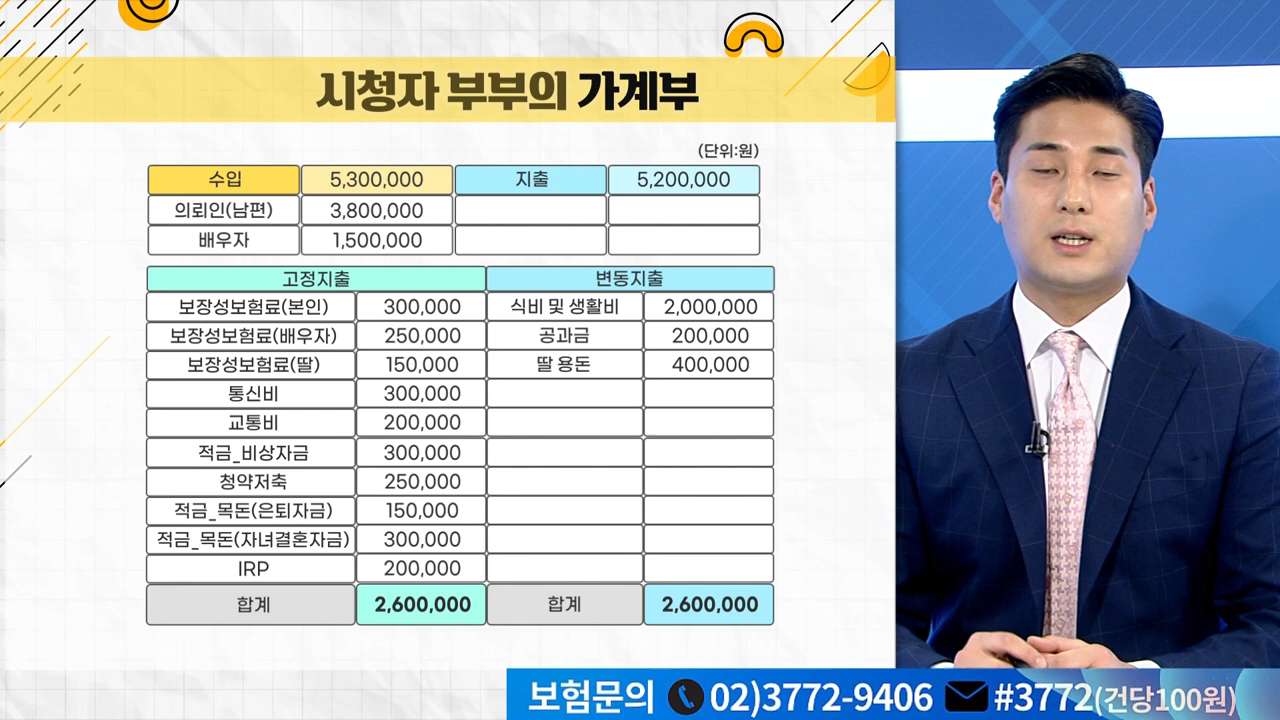 시청자 부부의 가계부
(단위:원)
수입 5,300,000 지출 5,200,000
의뢰인(남편) 3,800,000
배우자 1,500,000
고정지출 변동지출
보장성보험료(본인) 300,000 식비 및 생활비 2,000,000
보장성보험료(배우자) 250,000 공과금 200,000
보장성보험료(딸) 150,000 딸 용돈 400,000
통신비 300,000
교통비 200,000
적금_비상자금 300,000
청약저축 250,000
적금_목돈(은퇴자금) 150,000
적금_목돈(자녀결혼자금) 300,000
IRP 200,000
합계 2,600,000 합계 2,600,000
보험문의 02)3772-9406 #3772(건당100원)